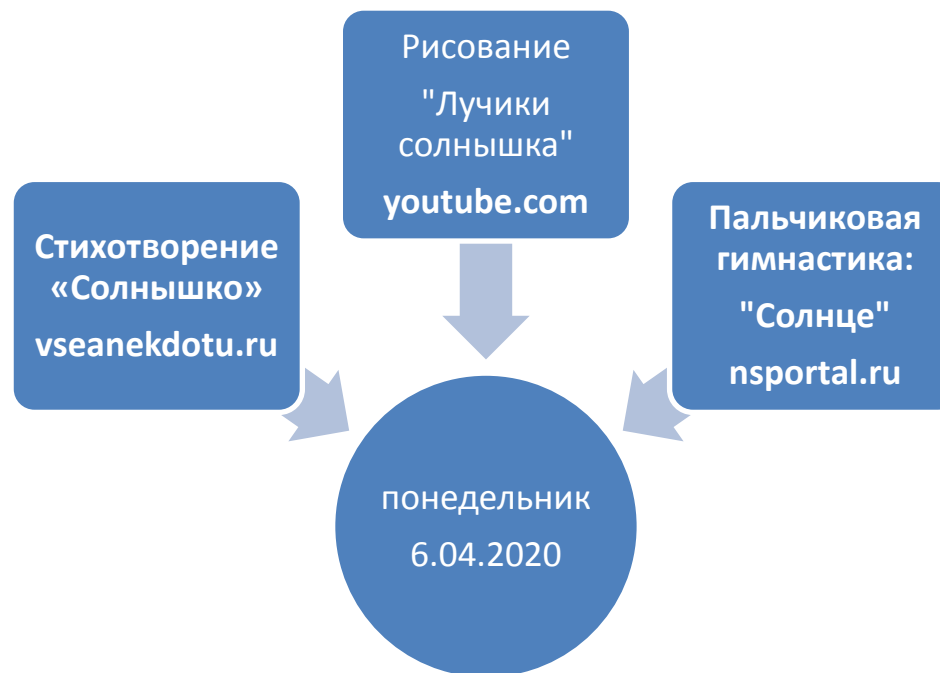 Рисование
"Лучики
солнышка"
youtube.com
Стихотворение
«Солнышко»
vseanekdotu.ru
Пальчиковая
гимнастика:
"Солнце"
nsportal.ru
понедельник
6.04.2020